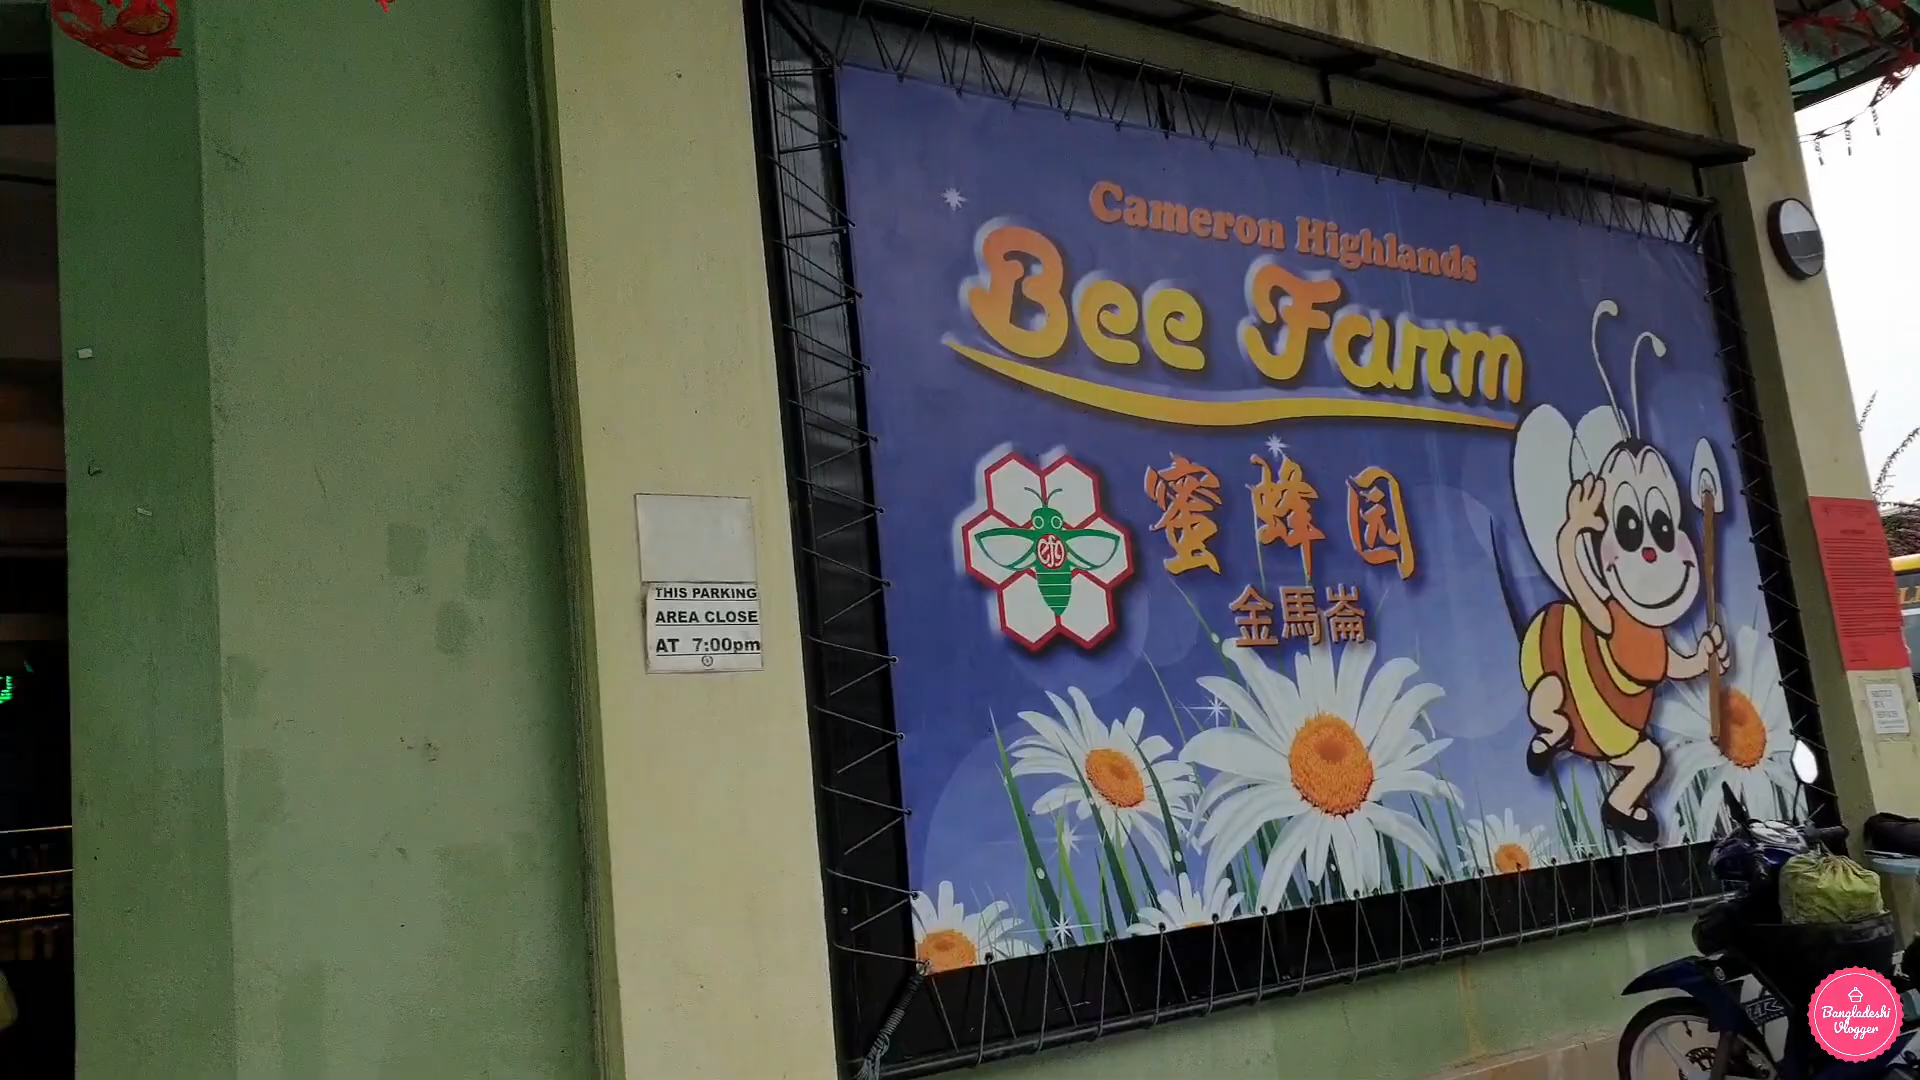 Cameron Highlands
Bee Farm
蜜蜂园
金馬崙
efg
THIS PARKING
AREA CLOSE
AT 7:00pm
Bangladeshi
Vlogger